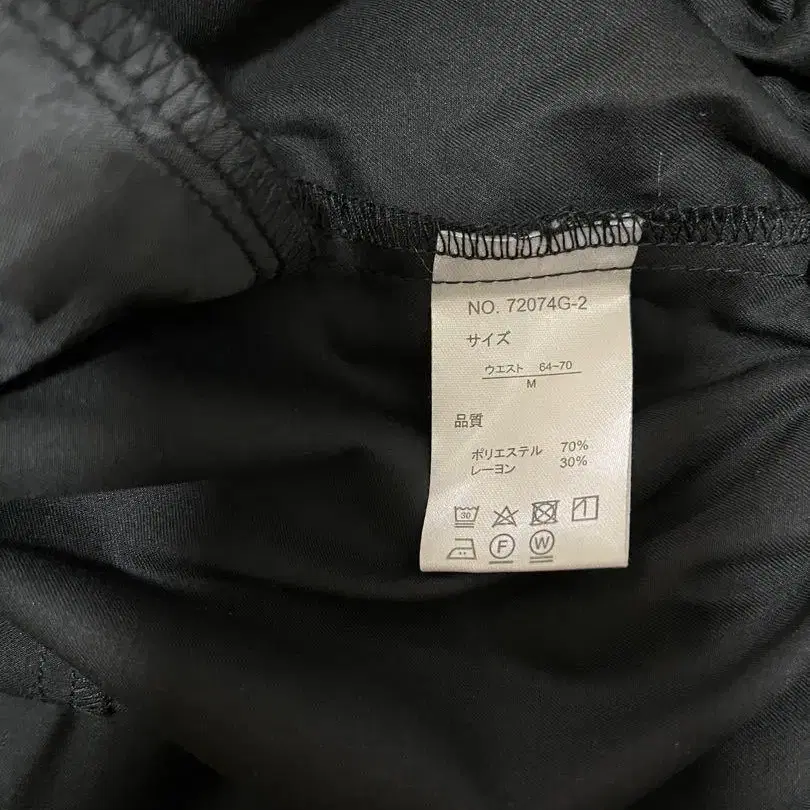 NO. 72074G-2
サイズ
ウエスト 64~70
M
品質
ポリエステル 70%
レーヨン 30%
30
F W